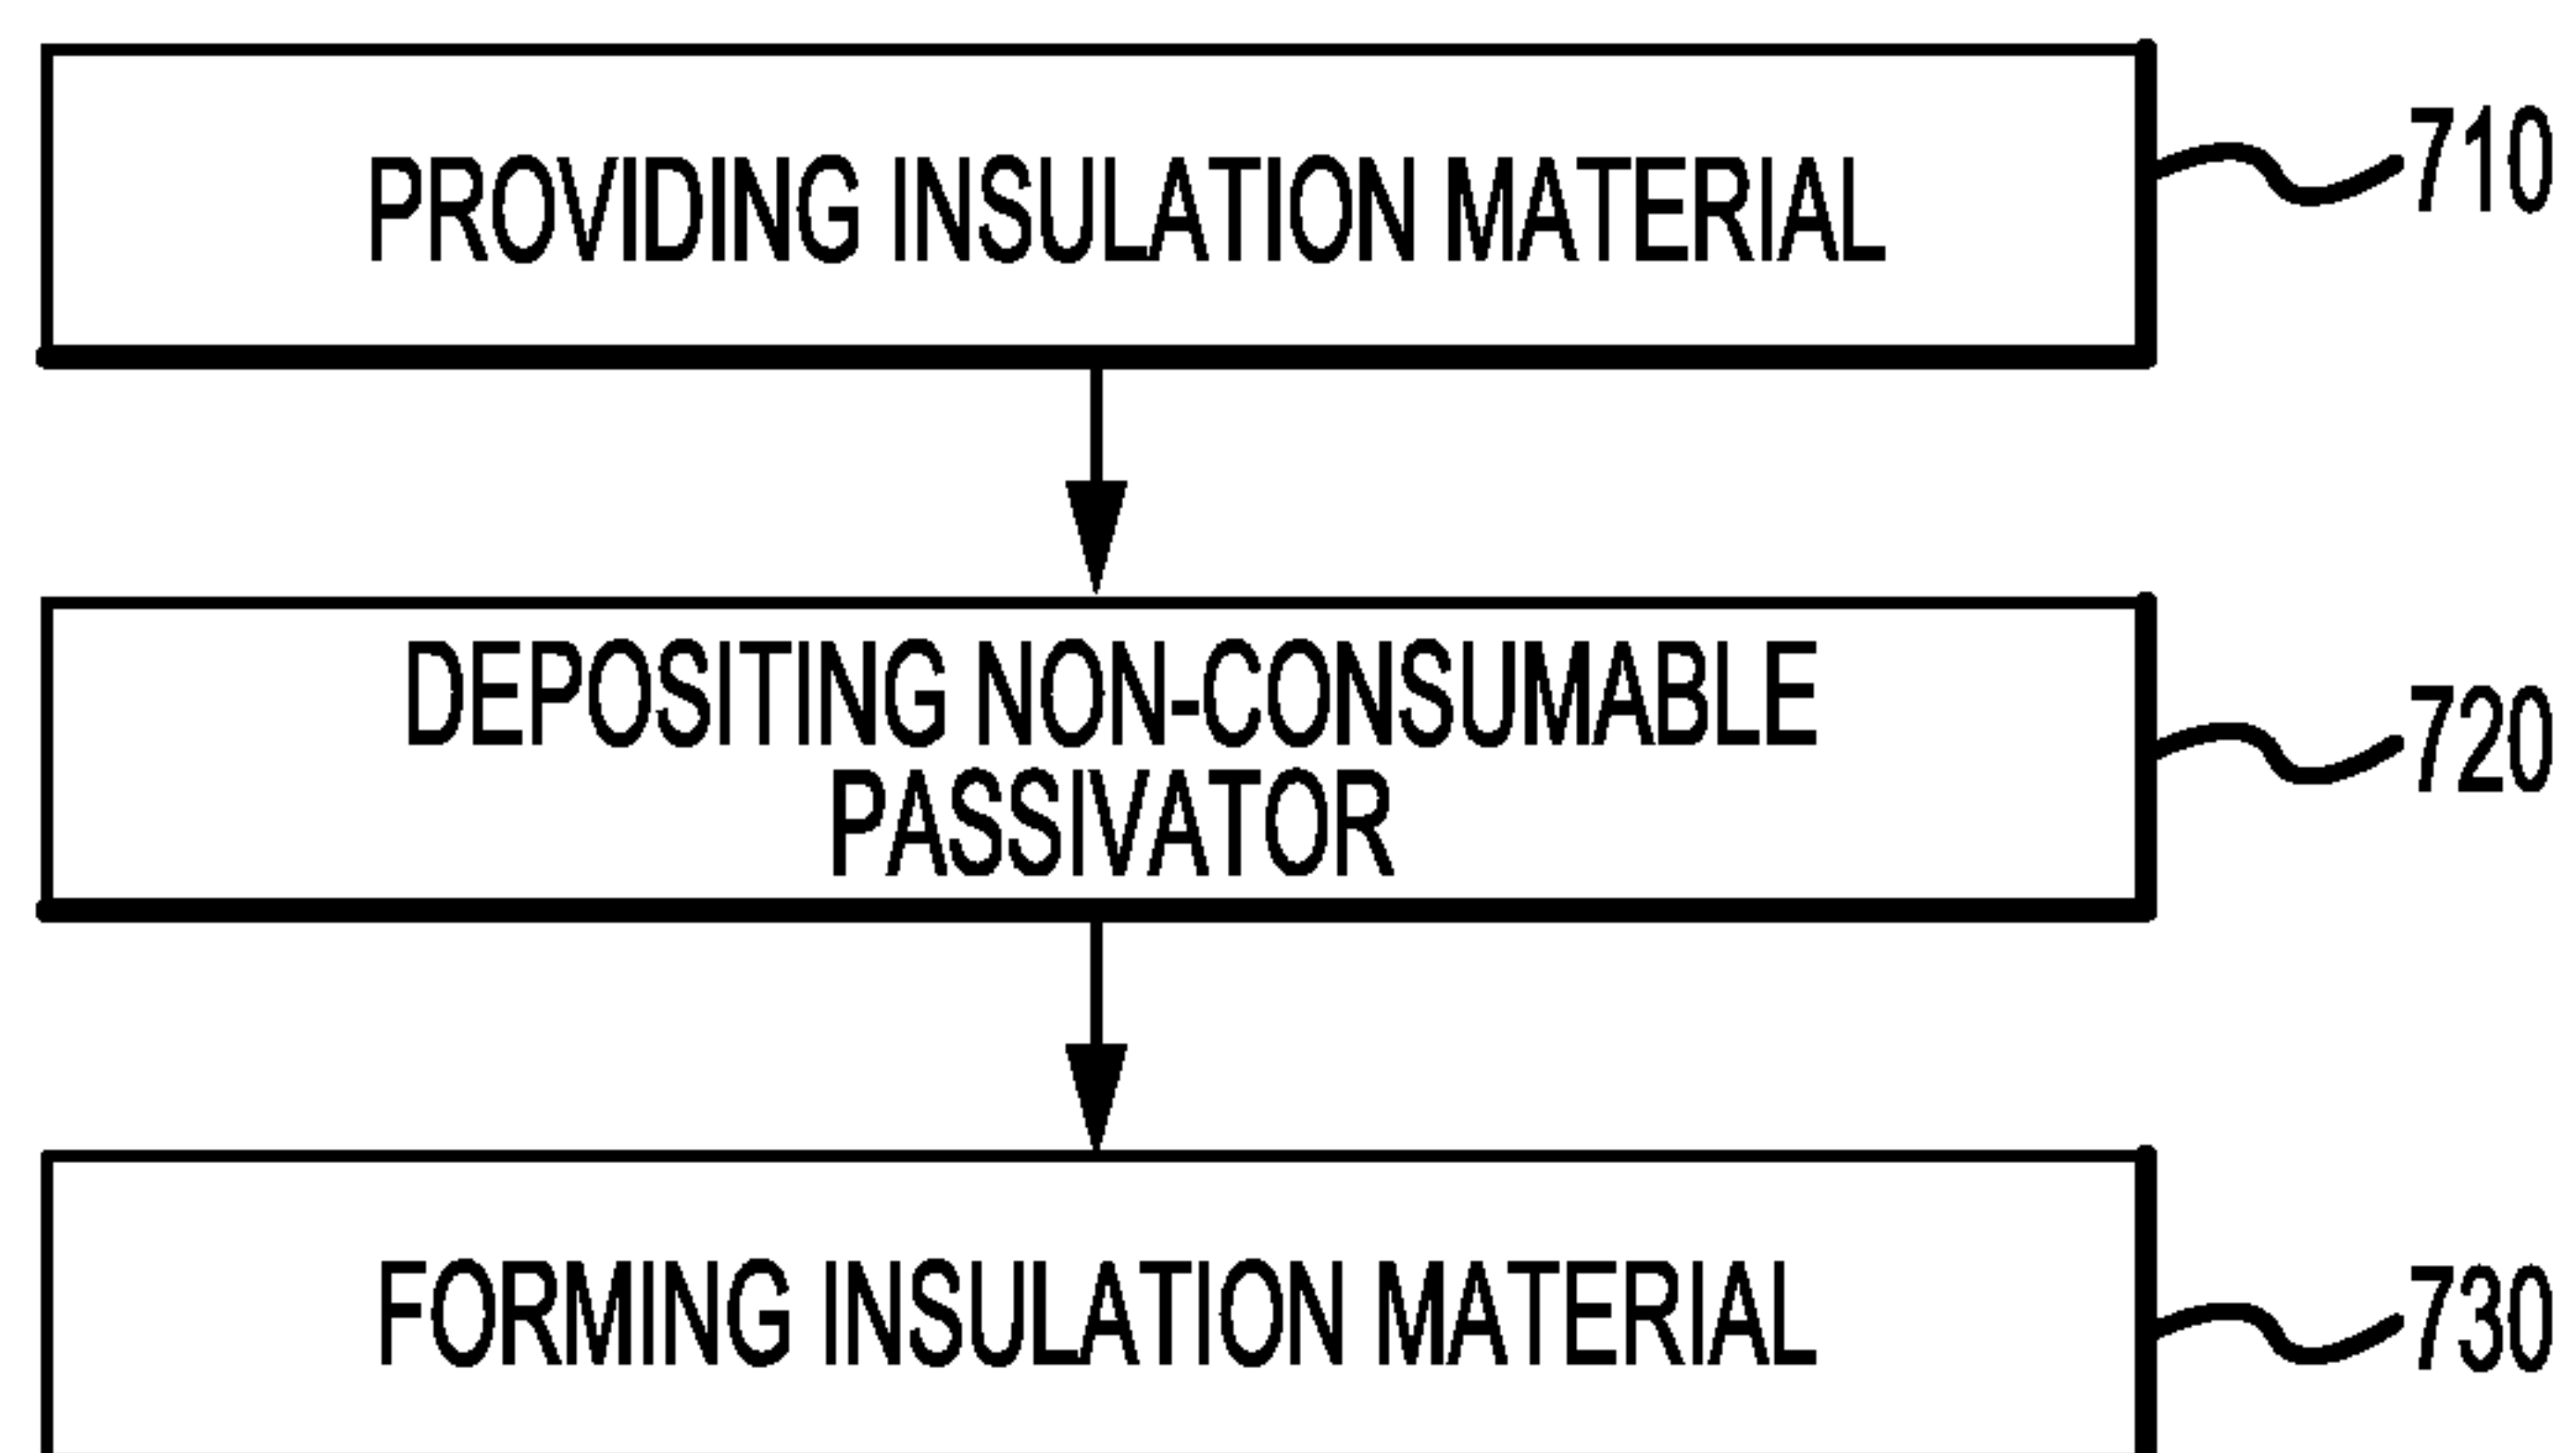 PROVIDING INSULATION MATERIAL
710
DEPOSITING NON-CONSUMABLE
PASSIVATOR
720
FORMING INSULATION MATERIAL
730